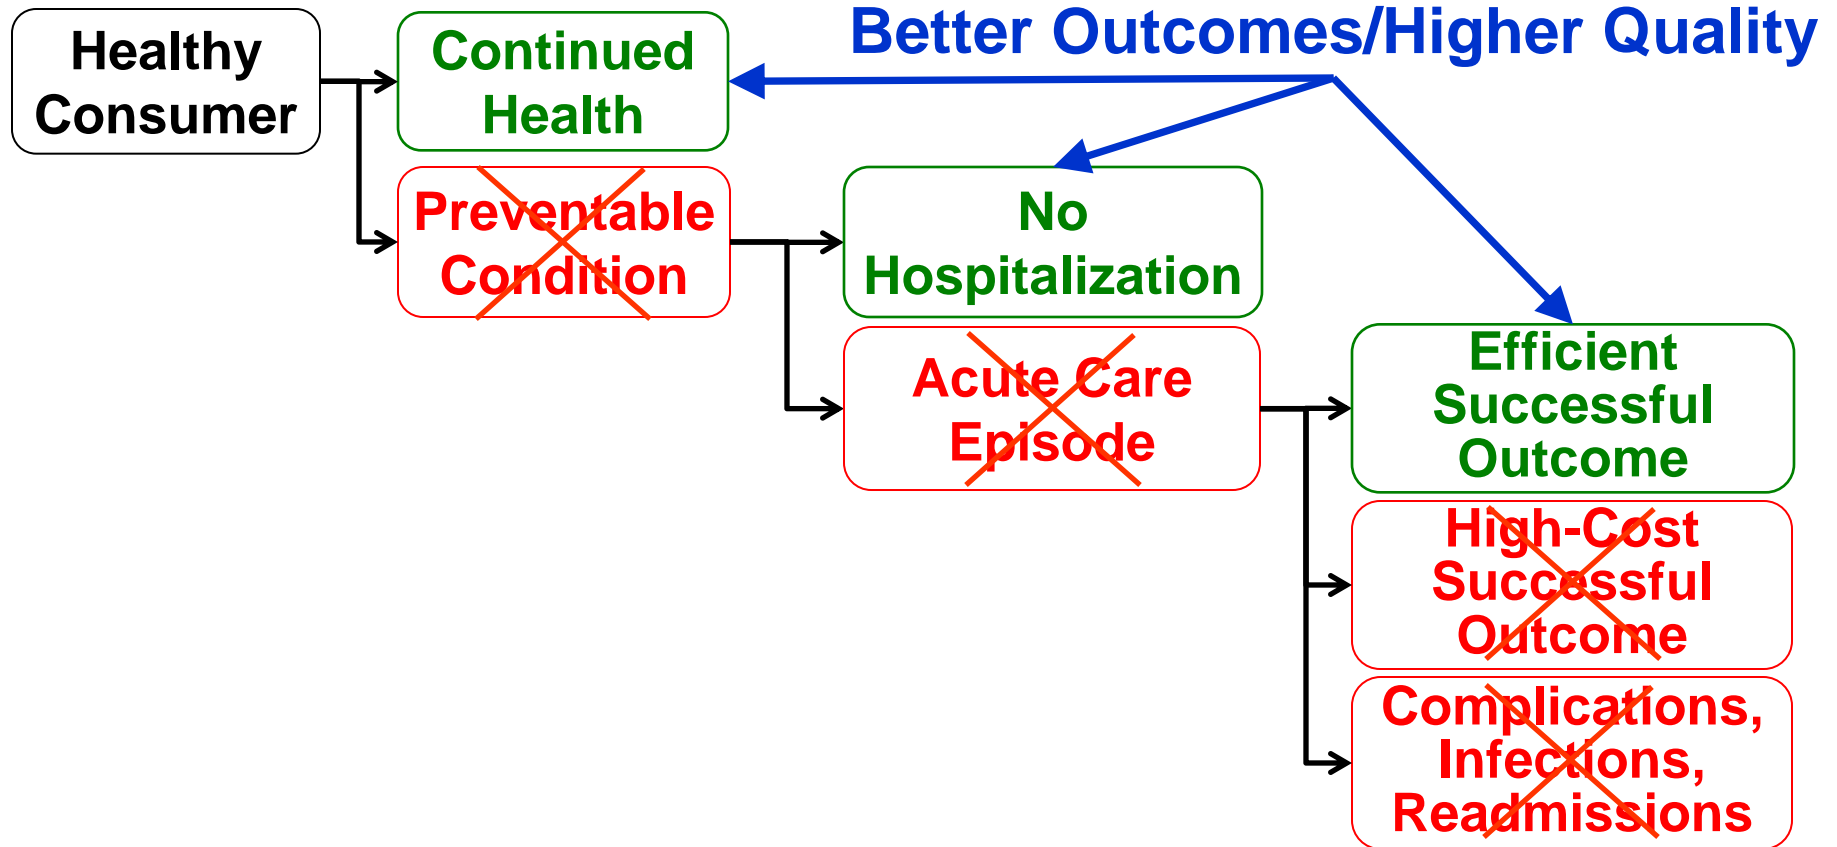 Better Outcomes/Higher Quality
Healthy
Consumer
Continued
Health
Preventable
Condition
No
Hospitalization
Acute Care
Episode
Efficient
Successful
Outcome
High-Cost
Successful
Outcome
Complications,
Infections,
Readmissions